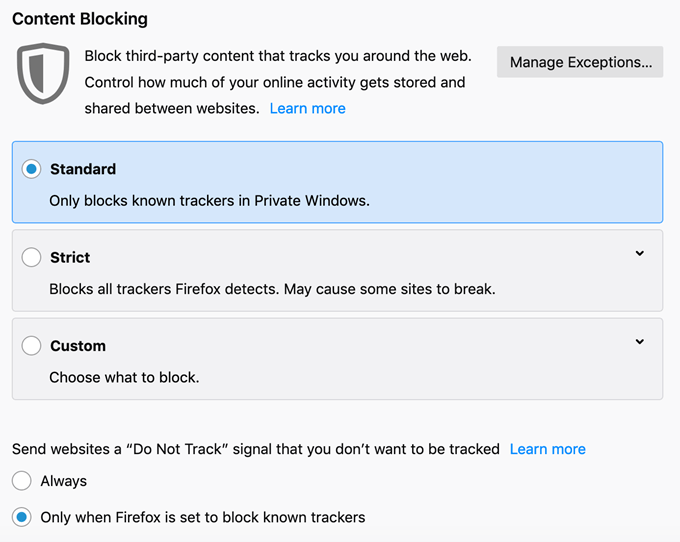 Content Blocking
Block third-party content that tracks you around the web.
Control how much of your online activity gets stored and
shared between websites. Learn more
Manage Exceptions...
Standard
Only blocks known trackers in Private Windows.
Strict
Blocks all trackers Firefox detects. May cause some sites to break.
Custom
Choose what to block.
Send websites a “Do Not Track” signal that you don’t want to be tracked Learn more
Always
Only when Firefox is set to block known trackers